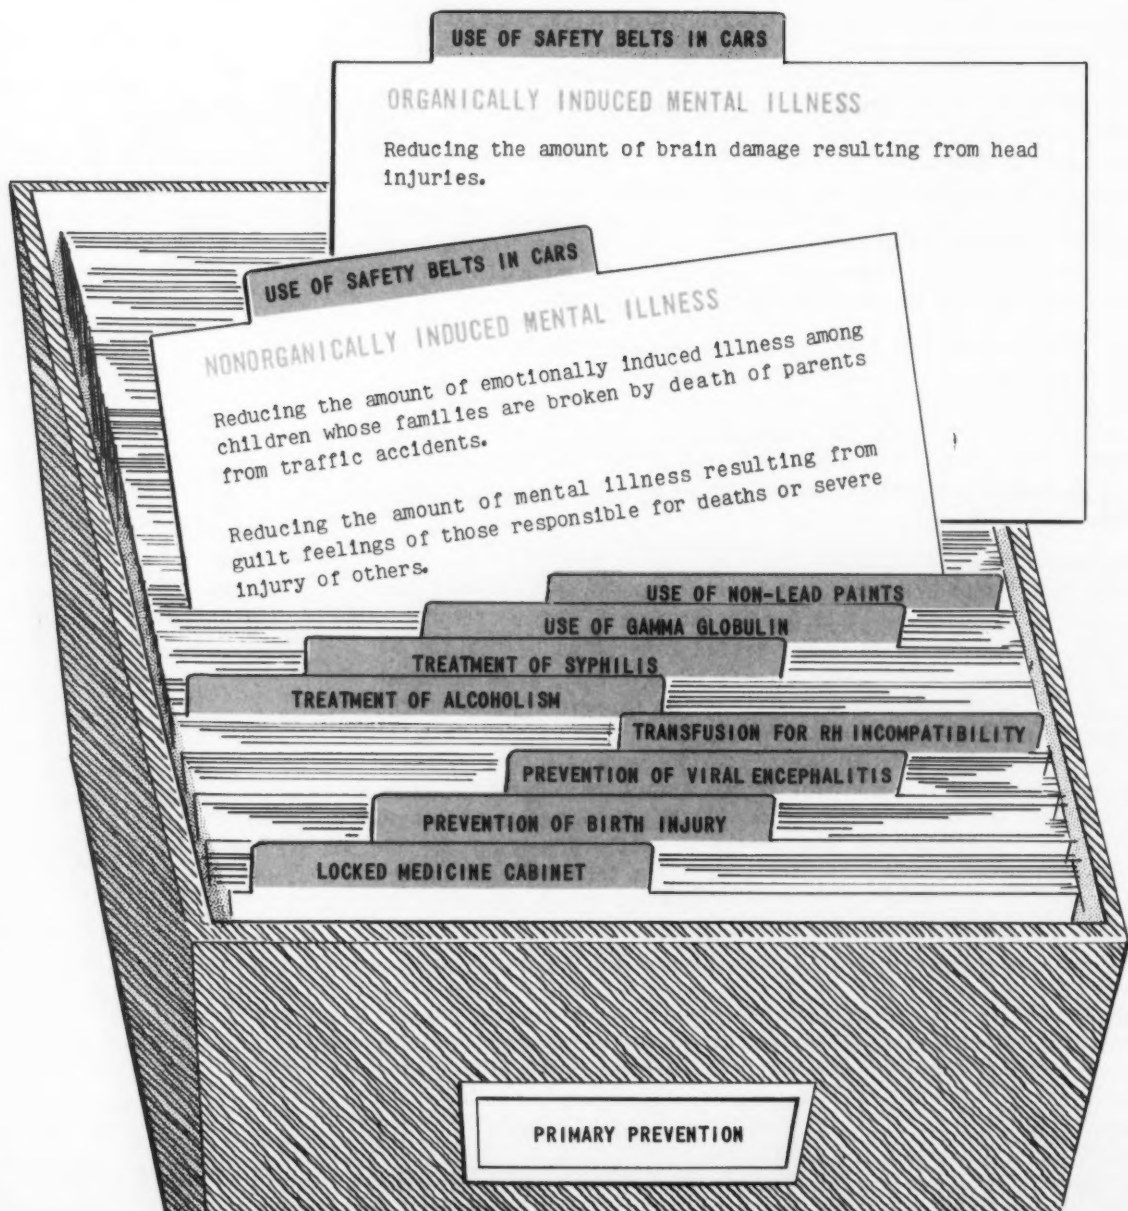 USE OF SAFETY BELTS IN CARS
ORGANICALLY INDUCED MENTAL ILLNESS
Reducing the amount of brain damage resulting from head
injuries.
USE OF SAFETY BELTS IN CARS
NONORGANICALLY INDUCED MENTAL ILLNESS
Reducing the amount of emotionally induced illness among
children whose families are broken by death of parents
from traffic accidents.
Reducing the amount of mental illness resulting from
guilt feelings of those responsible for deaths or severe
injury of others.
USE OF NON-LEAD PAINTS
USE OF GAMMA GLOBULIN
TREATMENT OF SYPHILIS
TREATMENT OF ALCOHOLISM
TRANSFUSION FOR RH INCOMPATIBILITY
PREVENTION OF VIRAL ENCEPHALITIS
PREVENTION OF BIRTH INJURY
LOCKED MEDICINE CABINET
PRIMARY PREVENTION